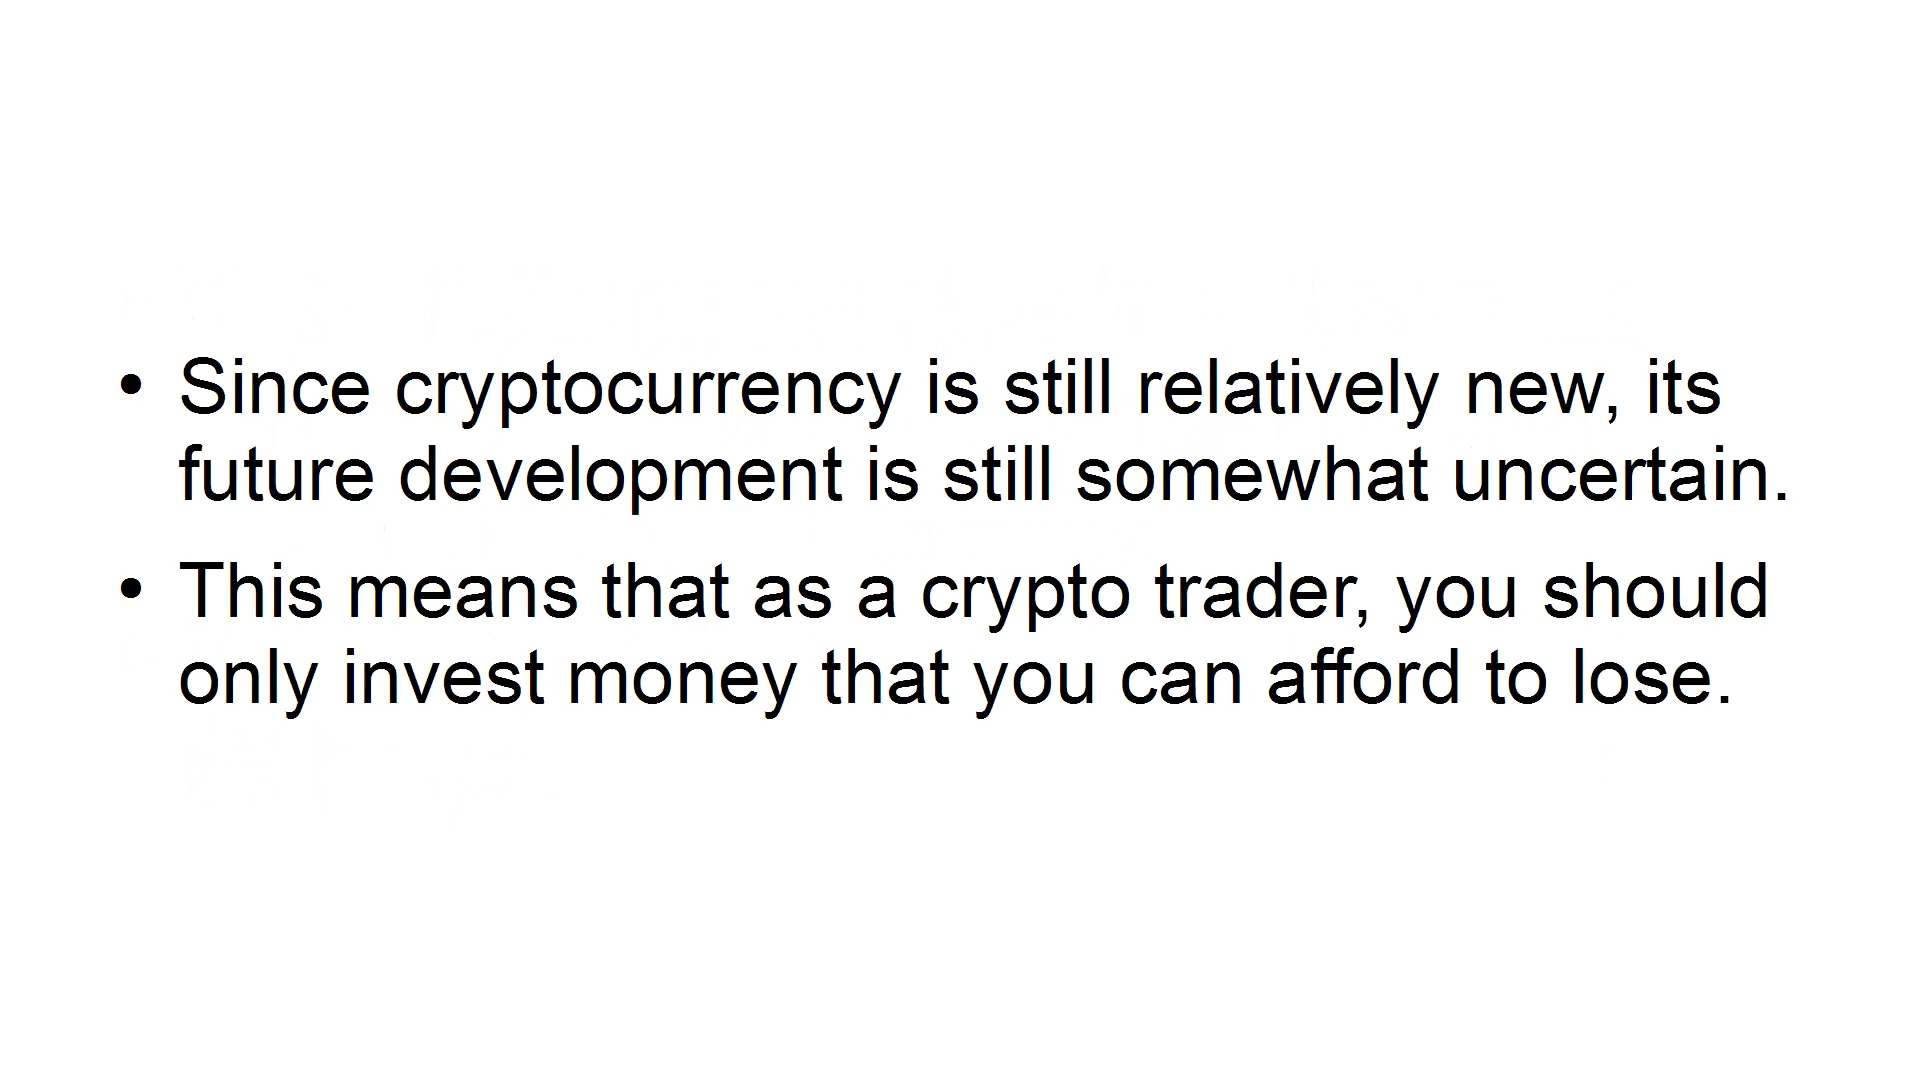 • Since cryptocurrency is still relatively new, its
future development is still somewhat uncertain.
• This means that as a crypto trader, you should
only invest money that you can afford to lose.